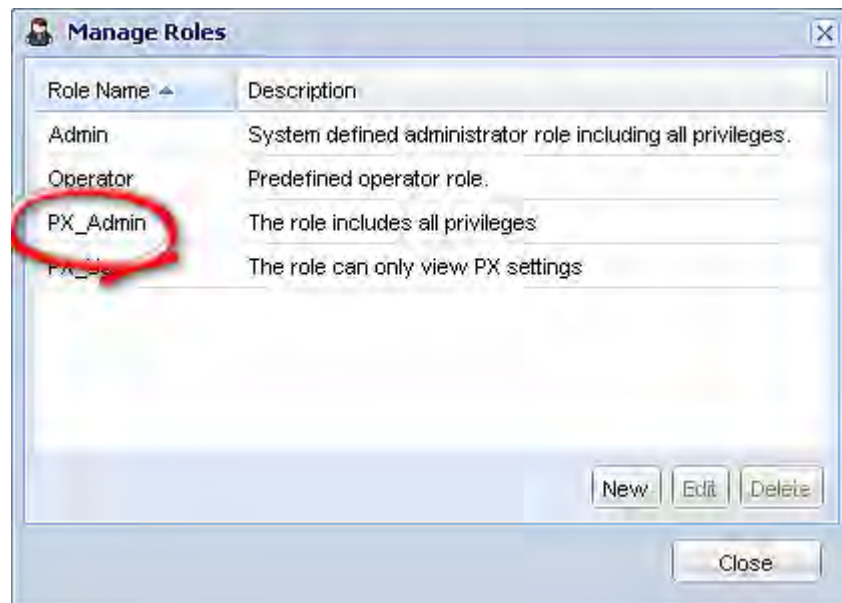 Manage Roles
Role Name Description
Admin System defined administrator role including all privileges.
Operator Predefined operator role.
PX_Admin The role includes all privileges
The role can only view PX settings
New Edit Delete
Close